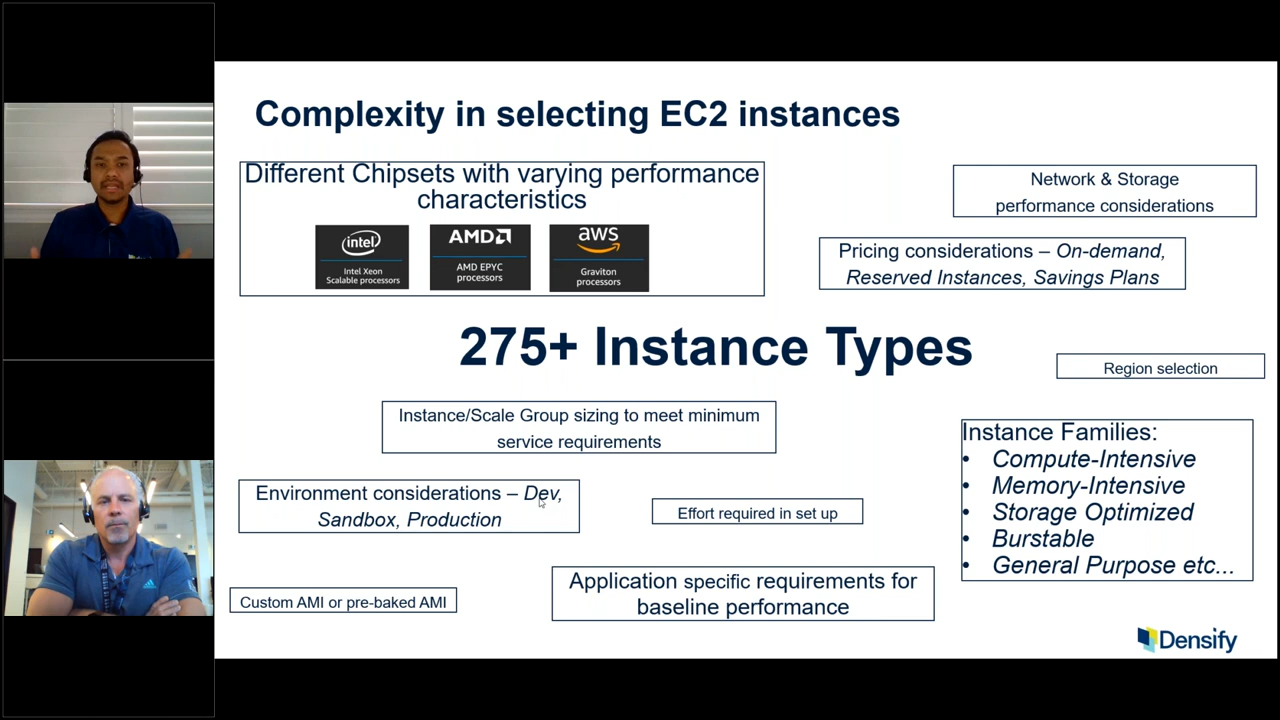 Complexity in selecting EC2 instances
Different Chipsets with varying performance
characteristics
intel
Intel Xeon
Scalable processors
AMD
AMD EPYC
processors
aws
Graviton
processors
Network & Storage
performance considerations
Pricing considerations – On-demand,
Reserved Instances, Savings Plans
275+ Instance Types
Region selection
Instance/Scale Group sizing to meet minimum
service requirements
Instance Families:
• Compute-Intensive
• Memory-Intensive
• Storage Optimized
• Burstable
• General Purpose etc...
Environment considerations – Dev,
Sandbox, Production
Effort required in set up
Application specific requirements for
baseline performance
Custom AMI or pre-baked AMI
Densify